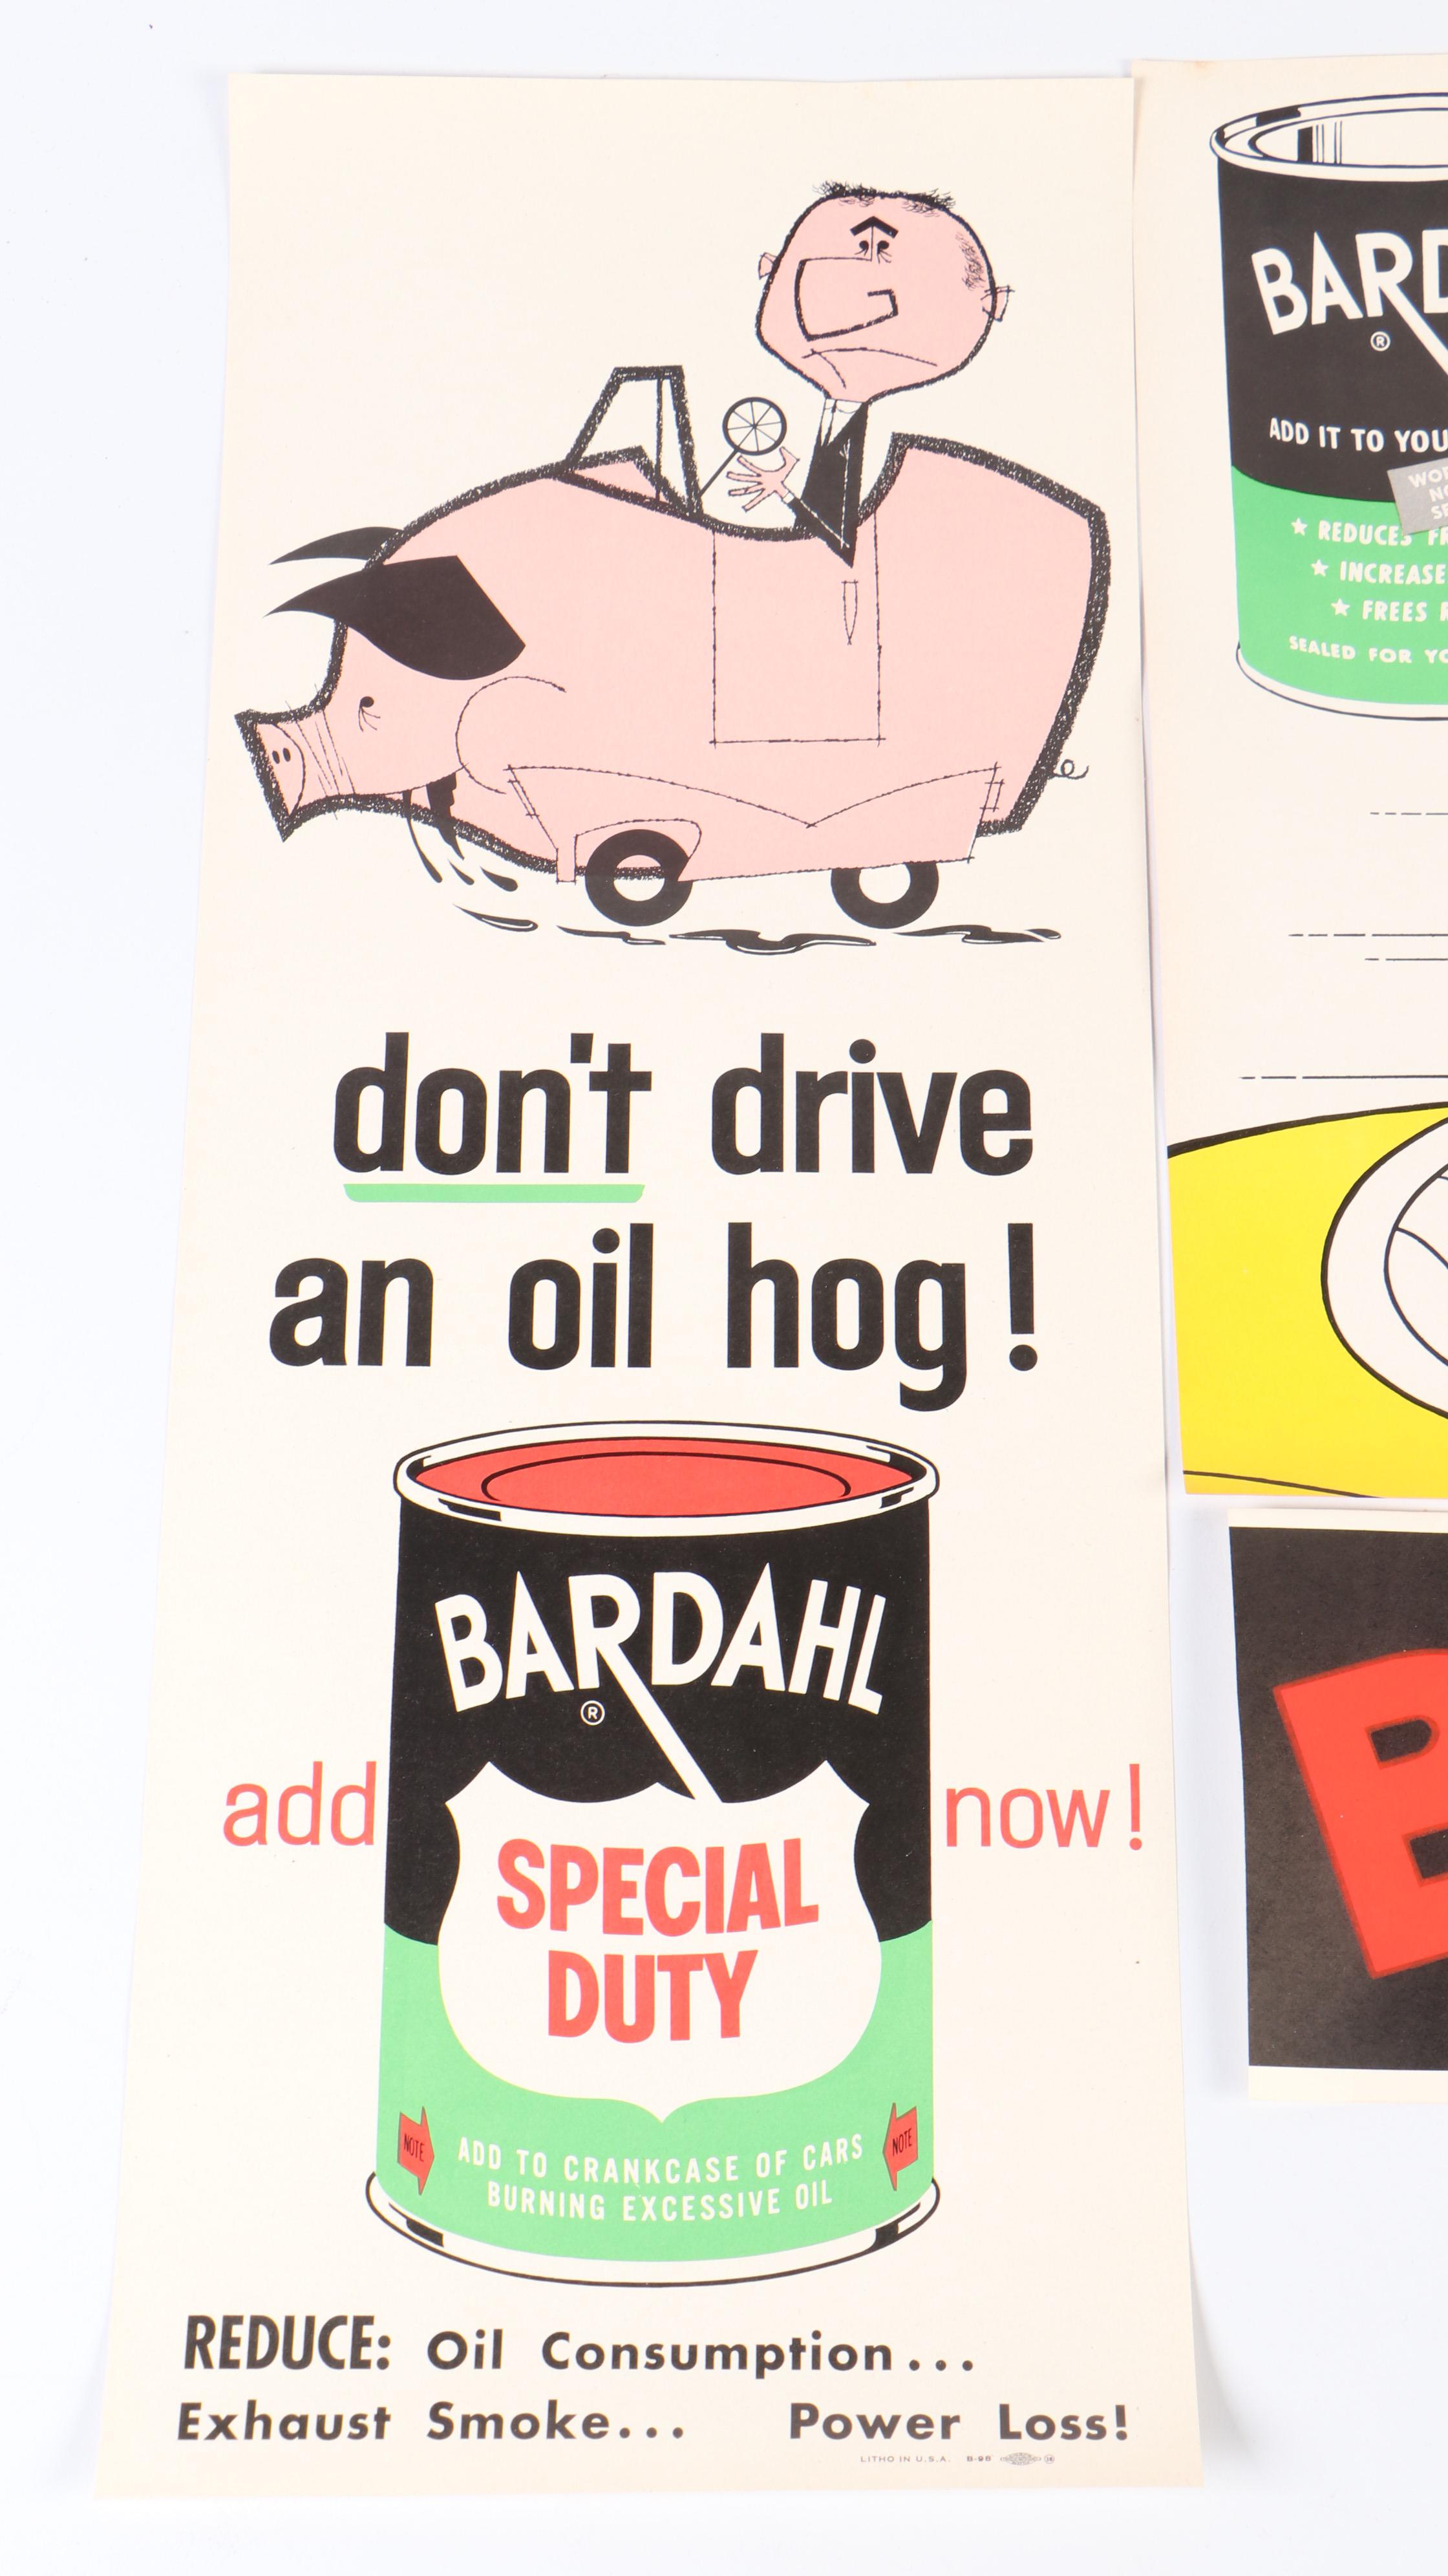 don't drive
an oil hog!
BARDAHL
®
add
now!
SPECIAL
DUTY
NOTE
NOTE
ADD TO CRANKCASE OF CARS
BURNING EXCESSIVE OIL
REDUCE: Oil Consumption...
Exhaust Smoke... Power Loss!
LITHO IN U.S.A. B-98
BARD
®
ADD IT TO YOU
★ REDUCES FR
★ INCREASE
★ FREES
SEALED FOR YO
B